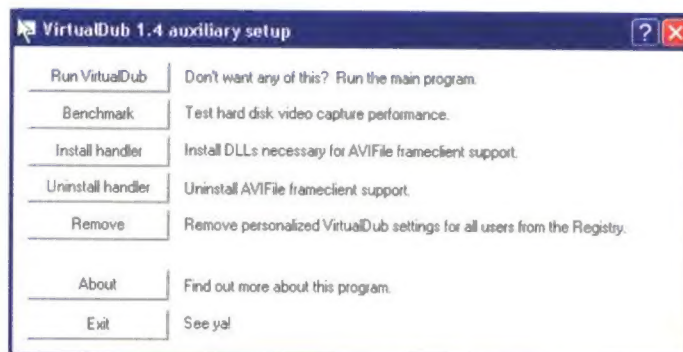 VirtualDub 1.4 auxiliary setup
Run VirtualDub Don't want any of this? Run the main program.
Benchmark Test hard disk video capture performance.
Install handler Install DLLs necessary for AVIFile frameclient support.
Uninstall handler Uninstall AVIFile frameclient support.
Remove Remove personalized VirtualDub settings for all users from the Registry.
About Find out more about this program.
Exit See ya!